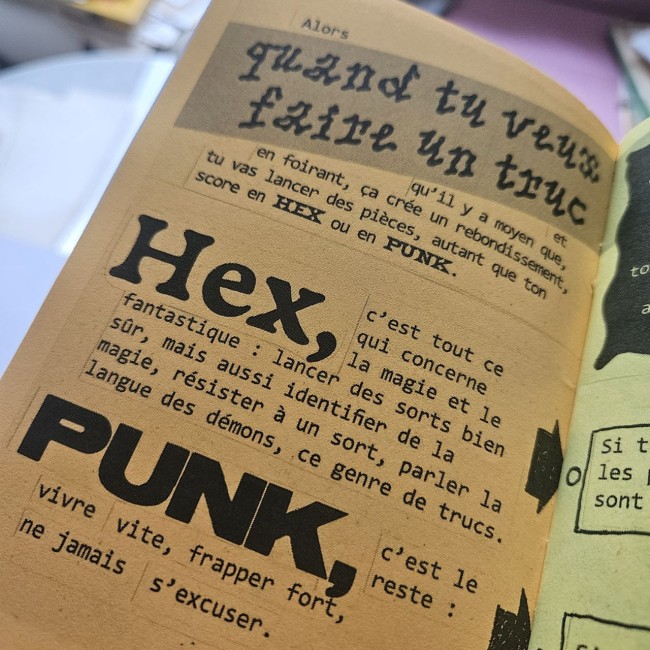 Alors
quand tu veux
faire un truc
et
qu'il y a moyen que,
en foirant, ça crée un rebondissement,
tu vas lancer des pièces, autant que ton
score en HEX ou en PUNK.
Hex,
c'est tout ce
qui concerne
la magie et le
fantastique : lancer des sorts bien
sûr, mais aussi identifier de la
magie, résister à un sort, parler la
langue des démons, ce genre de trucs.
PUNK,
c'est le
reste :
vivre vite, frapper fort,
ne jamais s'excuser.
to
a
Si t
les
sont